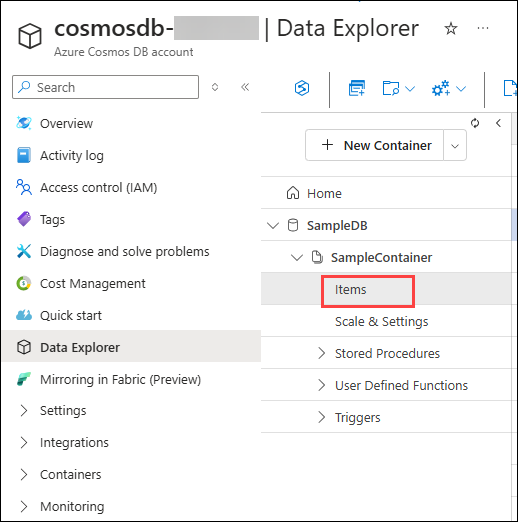 cosmosdb- | Data Explorer
Azure Cosmos DB account
Search
Overview
Activity log
Access control (IAM)
Tags
Diagnose and solve problems
Cost Management
Quick start
Data Explorer
Mirroring in Fabric (Preview)
Settings
Integrations
Containers
Monitoring
New Container
Home
SampleDB
SampleContainer
Items
Scale & Settings
Stored Procedures
User Defined Functions
Triggers